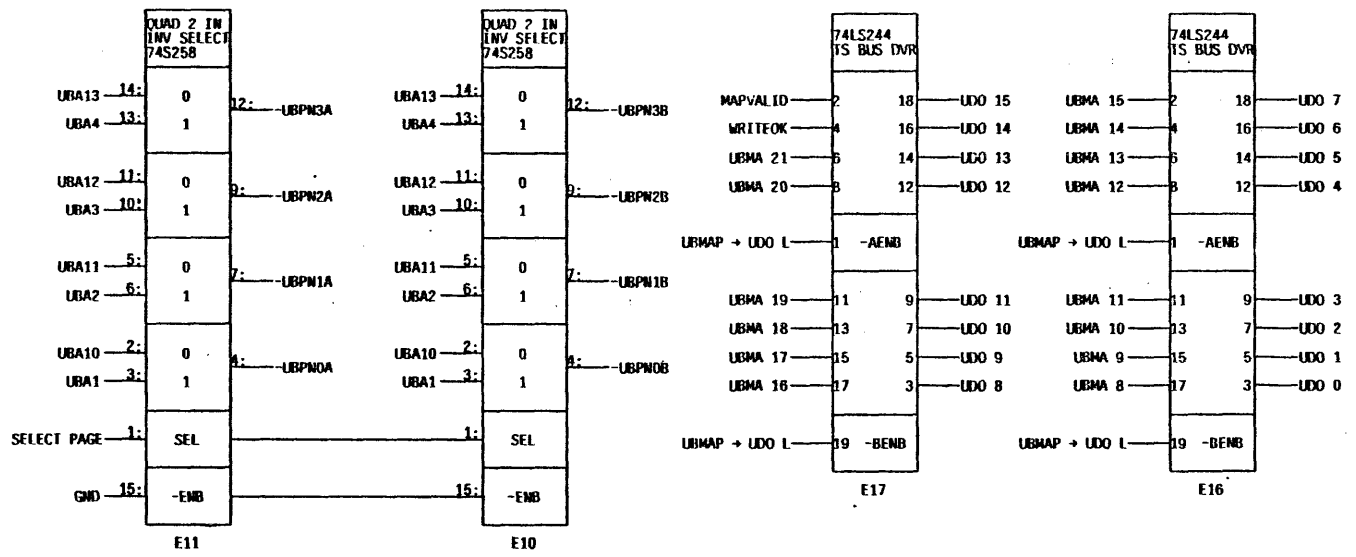 QUAD 2 IN
INV SELECT
74S258
UBA13 14: 0
12: -UBPN3A
UBA4 13: 1
UBA12 11: 0
9: -UBPN2A
UBA3 10: 1
UBA11 5: 0
7: -UBPN1A
UBA2 6: 1
UBA10 2: 0
4: -UBPN0A
UBA1 3: 1
SELECT PAGE 1: SEL
GND 15: -ENB
E11
QUAD 2 IN
INV SELECT
74S258
UBA13 14: 0
12: -UBPN3B
UBA4 13: 1
UBA12 11: 0
9: -UBPN2B
UBA3 10: 1
UBA11 5: 0
7: -UBPN1B
UBA2 6: 1
UBA10 2: 0
4: -UBPN0B
UBA1 3: 1
1: SEL
15: -ENB
E10
74LS244
TS BUS DVR
MAPVALID 2 18 UDO 15
WRITEOK 4 16 UDO 14
UBMA 21 6 14 UDO 13
UBMA 20 8 12 UDO 12
UBMAP → UDO L 1 -AENB
UBMA 19 11 9 UDO 11
UBMA 18 13 7 UDO 10
UBMA 17 15 5 UDO 9
UBMA 16 17 3 UDO 8
UBMAP → UDO L 19 -BENB
E17
74LS244
TS BUS DVR
UBMA 15 2 18 UDO 7
UBMA 14 4 16 UDO 6
UBMA 13 6 14 UDO 5
UBMA 12 8 12 UDO 4
UBMAP → UDO L 1 -AENB
UBMA 11 11 9 UDO 3
UBMA 10 13 7 UDO 2
UBMA 9 15 5 UDO 1
UBMA 8 17 3 UDO 0
UBMAP → UDO L 19 -BENB
E16